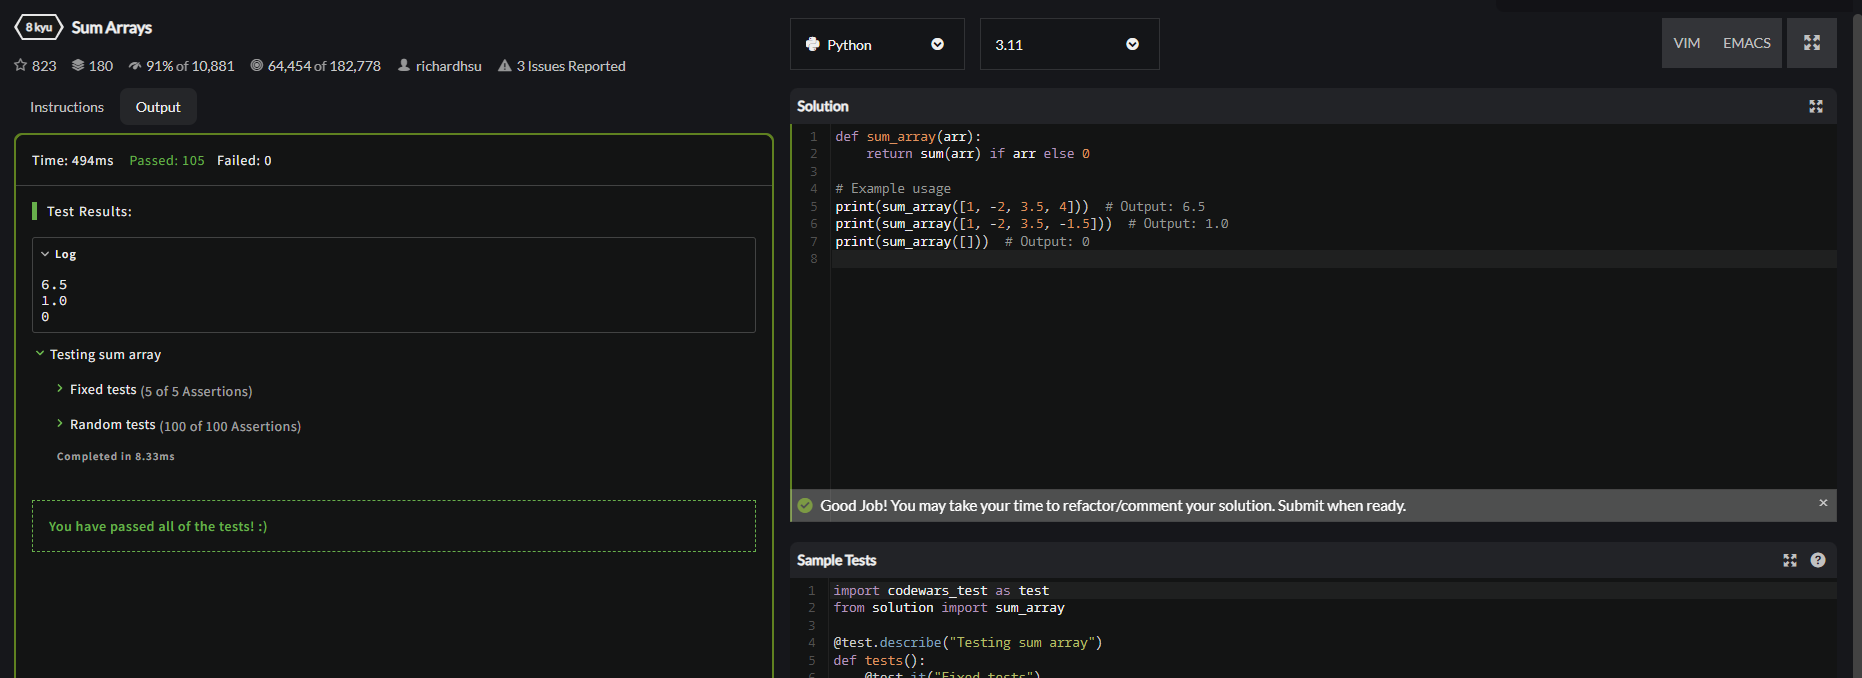 8 kyu Sum Arrays
823 180 91% of 10,881 64,454 of 182,778 richardhsu 3 Issues Reported
Instructions Output
Time: 494ms Passed: 105 Failed: 0
Test Results:
Log
6.5
1.0
0
Testing sum array
Fixed tests (5 of 5 Assertions)
Random tests (100 of 100 Assertions)
Completed in 8.33ms
You have passed all of the tests! :)
Python 3.11 VIM EMACS
Solution
1 def sum_array(arr):
2     return sum(arr) if arr else 0
3
4 # Example usage
5 print(sum_array([1, -2, 3.5, 4]))  # Output: 6.5
6 print(sum_array([1, -2, 3.5, -1.5]))  # Output: 1.0
7 print(sum_array([]))  # Output: 0
8
Good Job! You may take your time to refactor/comment your solution. Submit when ready.
Sample Tests
1 import codewars_test as test
2 from solution import sum_array
3
4 @test.describe("Testing sum array")
5 def tests():
6     @test.it("Fixed tests")